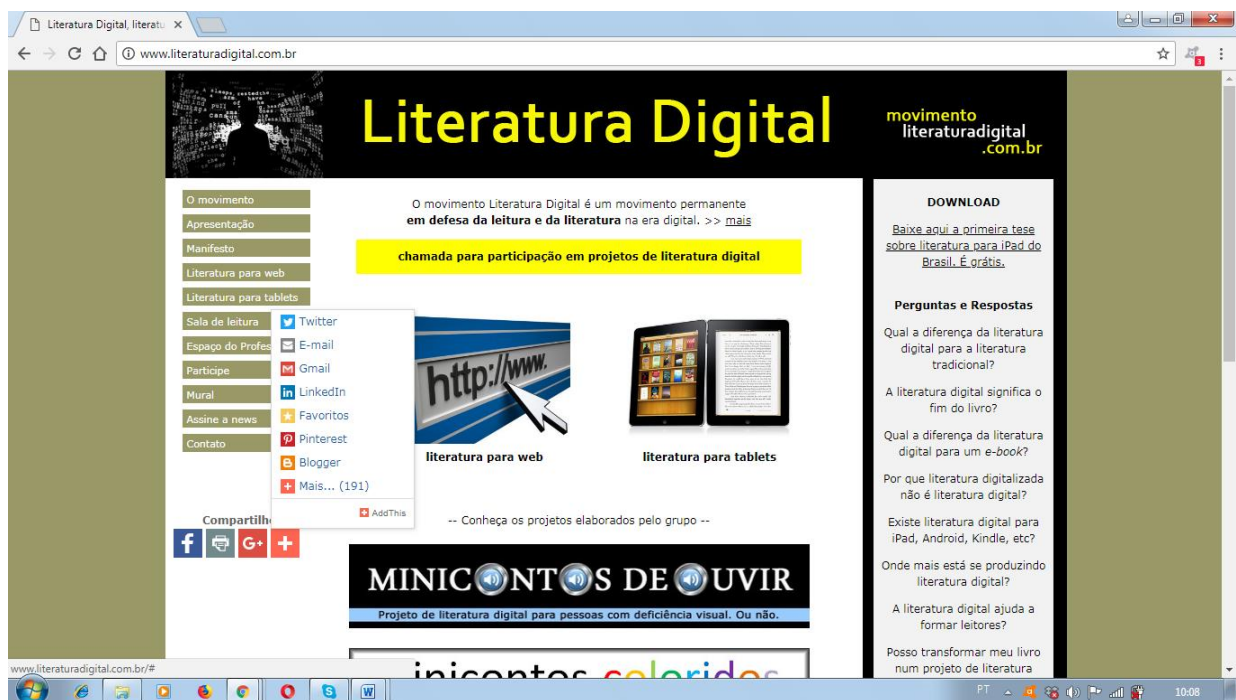 Literatura Digital, literatu
www.literaturadigital.com.br
3
Literatura Digital
movimento
literaturadigital
.com.br
O movimento
Apresentação
Manifesto
Literatura para web
Literatura para tablets
Sala de leitura
Espaço do Profes
Participe
Mural
Assine a news
Contato
Twitter
E-mail
Gmail
LinkedIn
Favoritos
Pinterest
Blogger
Mais... (191)
AddThis
Compartilh
f
G+
O movimento Literatura Digital é um movimento permanente
em defesa da leitura e da literatura na era digital. >> mais
chamada para participação em projetos de literatura digital
http://www.
literatura para web
literatura para tablets
-- Conheça os projetos elaborados pelo grupo --
MINICONTOS DE OUVIR
Projeto de literatura digital para pessoas com deficiência visual. Ou não.
inicontos coloridos
DOWNLOAD
Baixe aqui a primeira tese
sobre literatura para iPad do
Brasil. É grátis.
Perguntas e Respostas
Qual a diferença da literatura
digital para a literatura
tradicional?
A literatura digital significa o
fim do livro?
Qual a diferença da literatura
digital para um e-book?
Por que literatura digitalizada
não é literatura digital?
Existe literatura digital para
iPad, Android, Kindle, etc?
Onde mais está se produzindo
literatura digital?
A literatura digital ajuda a
formar leitores?
Posso transformar meu livro
num projeto de literatura
www.literaturadigital.com.br/#
PT
10:08